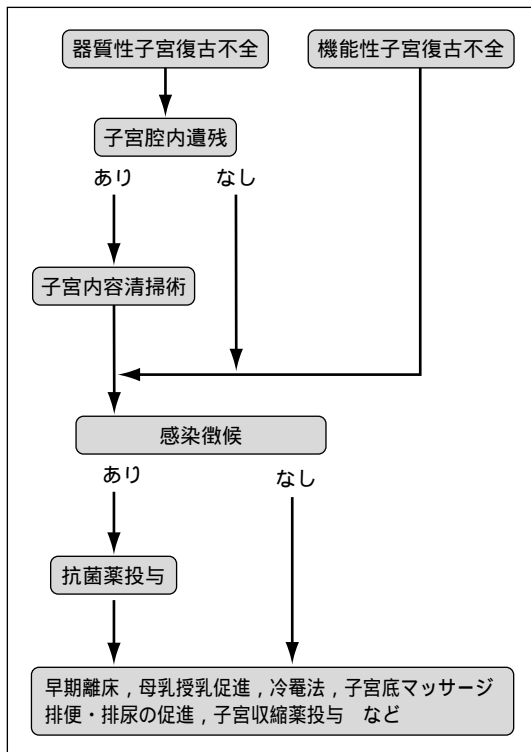 器質性子宮復古不全
機能性子宮復古不全
子宮腔内遺残
あり
なし
子宮内容清掃術
感染徴候
あり
なし
抗菌薬投与
早期離床，母乳授乳促進，冷罨法，子宮底マッサージ
排便・排尿の促進，子宮収縮薬投与　など